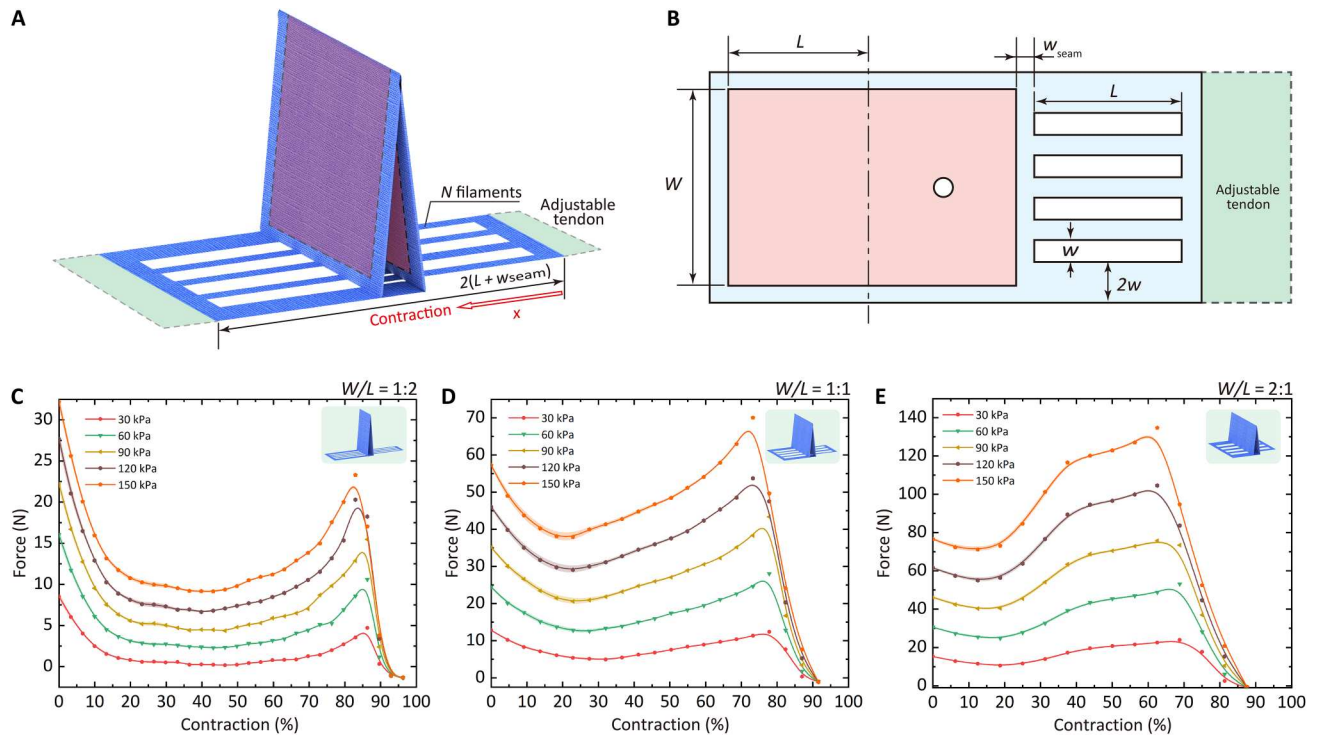 A
N filaments
Adjustable
tendon
2(L + wseam)
Contraction
x
B
L
w
seam
L
W
w
2w
Adjustable
tendon
C
W/L = 1:2
30 kPa
60 kPa
90 kPa
120 kPa
150 kPa
Force (N)
30
25
20
15
10
5
0
0 10 20 30 40 50 60 70 80 90 100
Contraction (%)
D
W/L = 1:1
30 kPa
60 kPa
90 kPa
120 kPa
150 kPa
Force (N)
70
60
50
40
30
20
10
0
0 10 20 30 40 50 60 70 80 90 100
Contraction (%)
E
W/L = 2:1
30 kPa
60 kPa
90 kPa
120 kPa
150 kPa
Force (N)
140
120
100
80
60
40
20
0
0 10 20 30 40 50 60 70 80 90 100
Contraction (%)